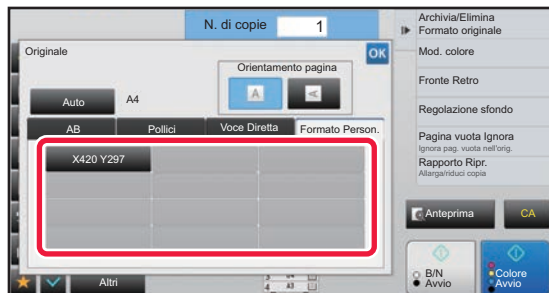 N. di copie 1
Originale
OK
Orientamento pagina
A A
Auto A4
AB Pollici Voce Diretta Formato Person.
X420 Y297
Altri
Archivia/Elimina
Formato originale
Mod. colore
Fronte Retro
Regolazione sfondo
Pagina vuota Ignora
Ignora pag. vuota nell'orig.
Rapporto Ripr.
Allarga/riduci copia
Anteprima CA
B/N
Avvio
Colore
Avvio
4 A3